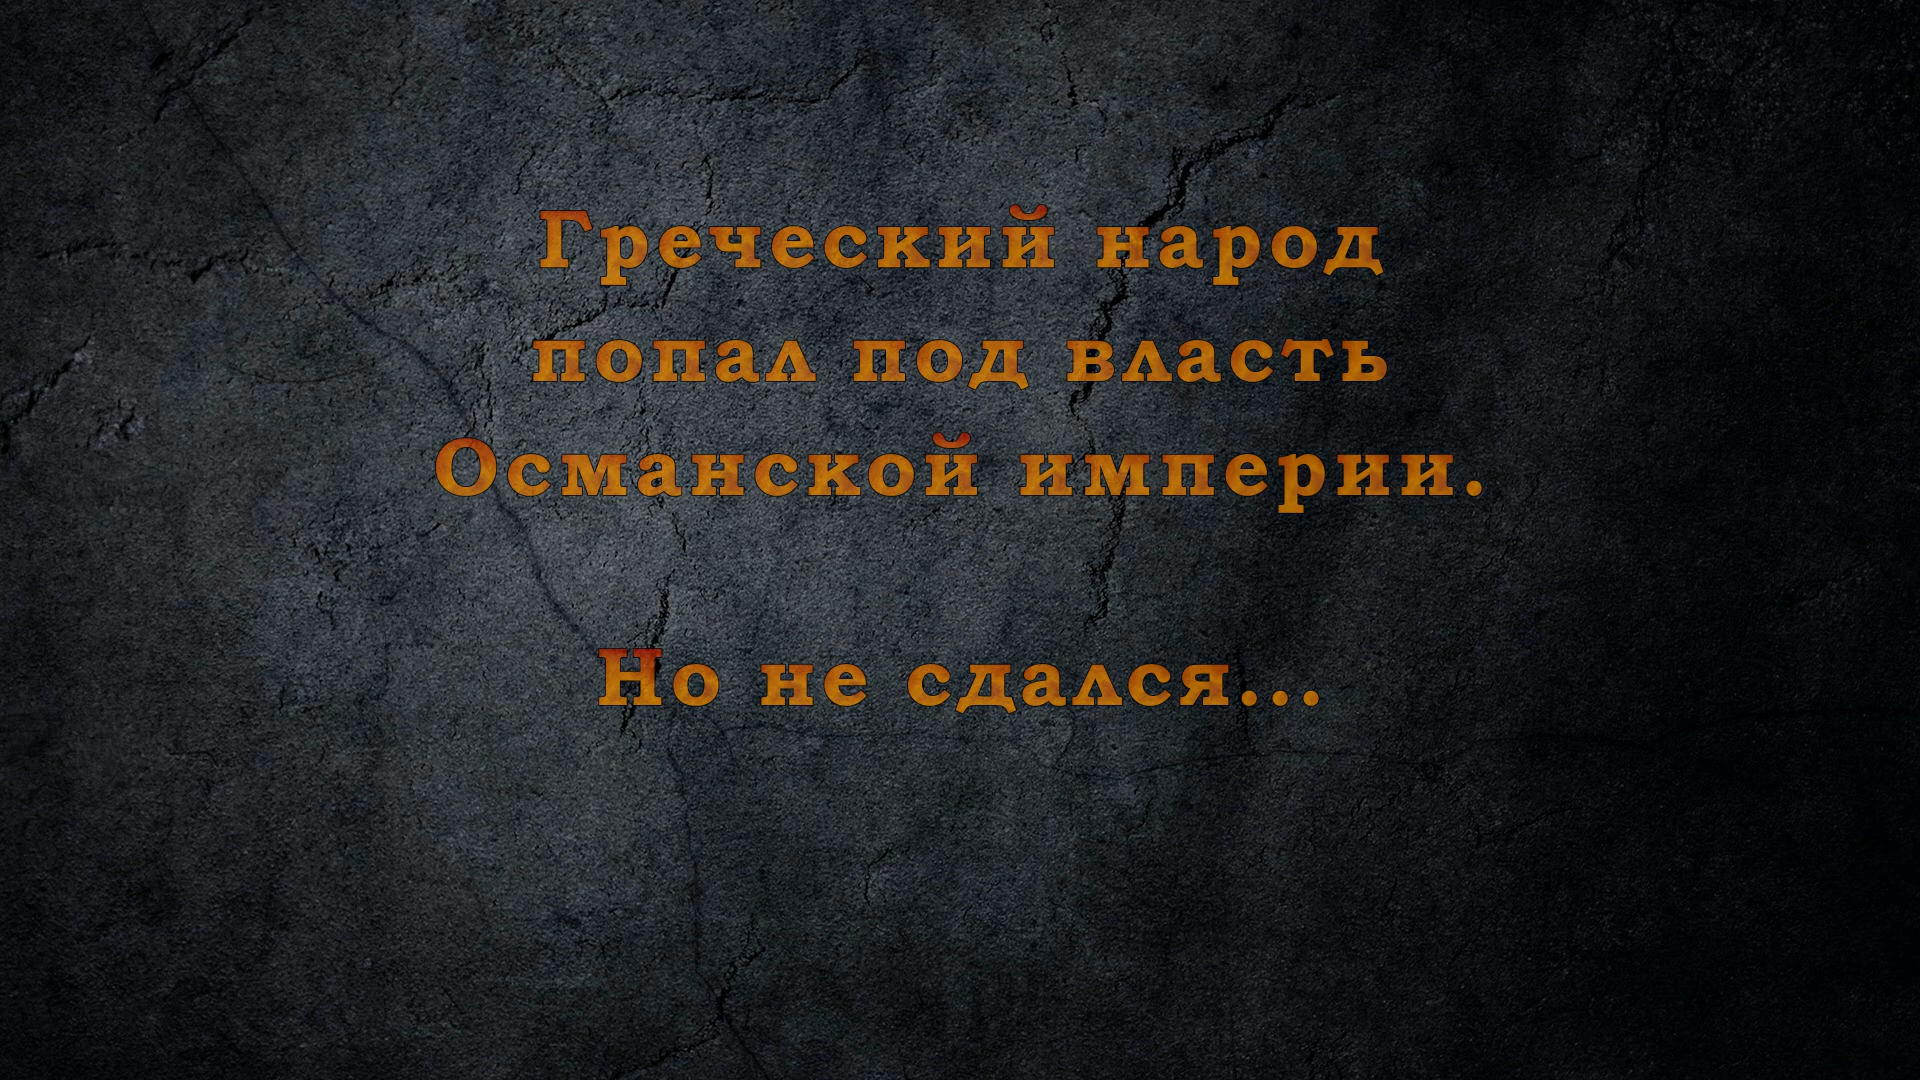 Греческий народ
попал под власть
Османской империи.
Но не сдался...